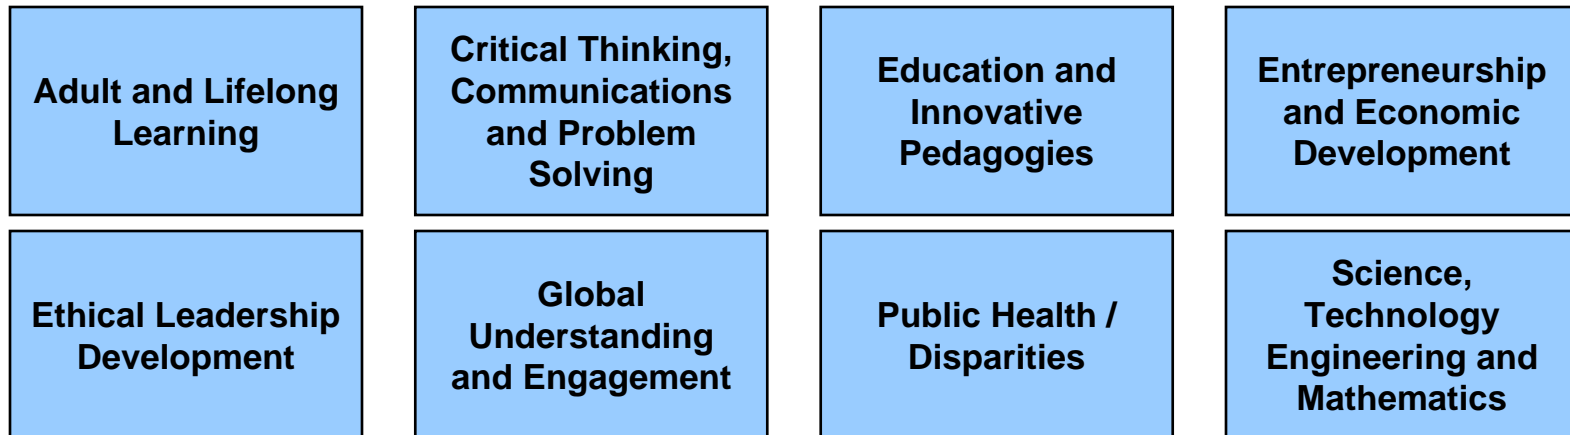 Adult and Lifelong
Learning
Critical Thinking,
Communications
and Problem
Solving
Education and
Innovative
Pedagogies
Entrepreneurship
and Economic
Development
Ethical Leadership
Development
Global
Understanding
and Engagement
Public Health /
Disparities
Science,
Technology
Engineering and
Mathematics